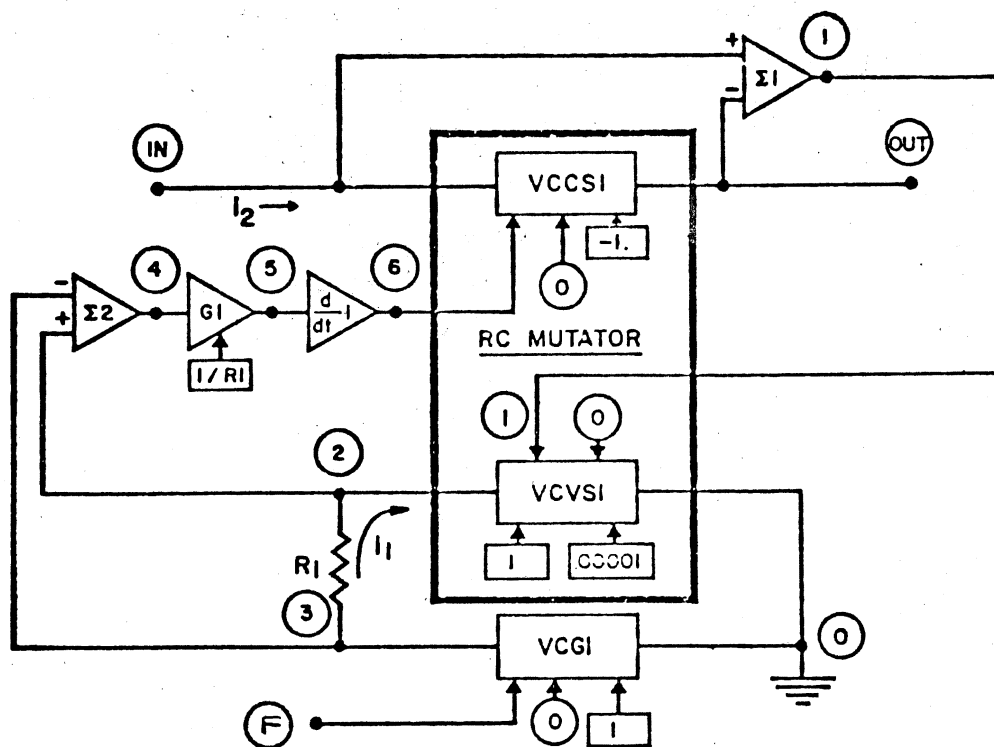 1
+
Σ1
-
IN
OUT
VCCS1
I2
-1.
4
5
6
0
-
Σ2
+
G1
d
dt
1
RC MUTATOR
1/R1
1
0
2
VCVS1
I1
R1
1
.00001
3
VCG1
0
F
0
1